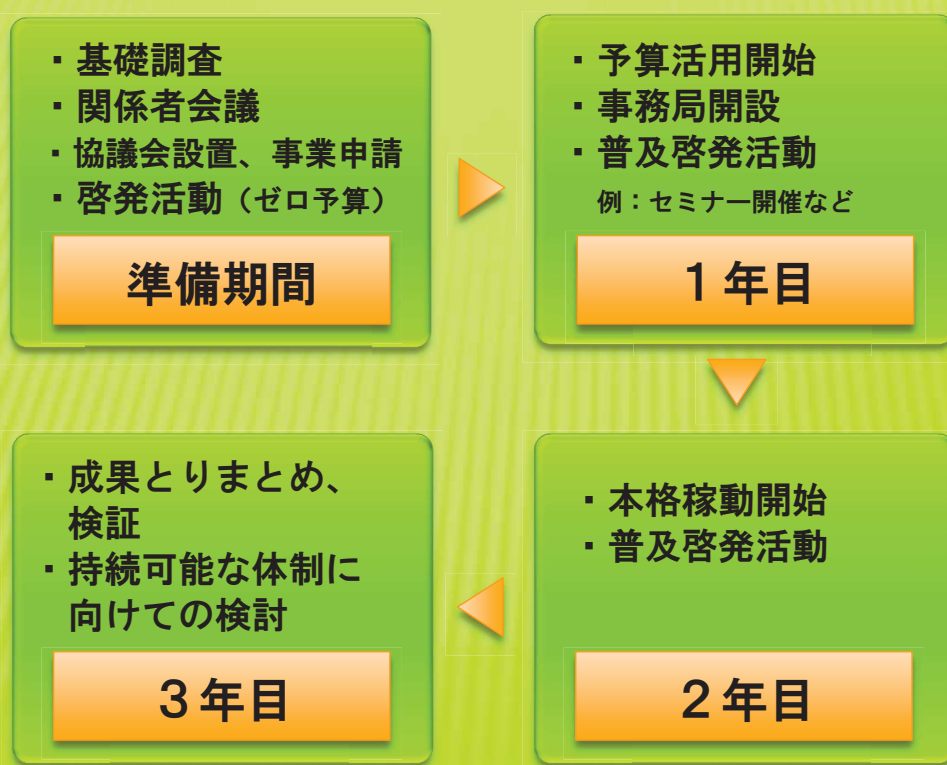 ・基礎調査
・関係者会議
・協議会設置、事業申請
・啓発活動（ゼロ予算）
準備期間
・予算活用開始
・事務局開設
・普及啓発活動
例：セミナー開催など
１年目
・本格稼動開始
・普及啓発活動
２年目
・成果とりまとめ、
検証
・持続可能な体制に
向けての検討
３年目